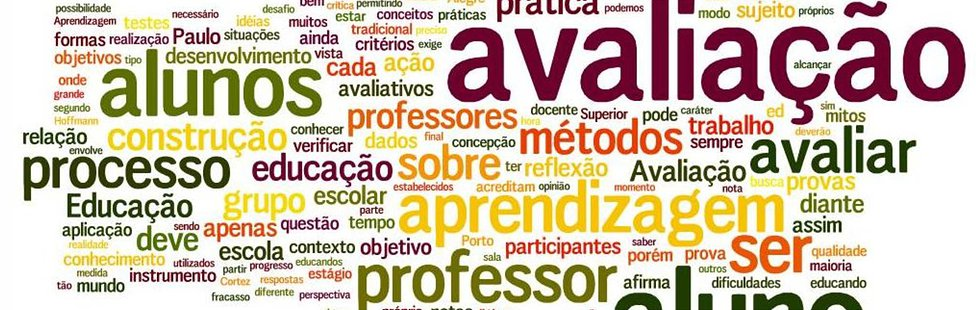 possibilidade necessário desafio bem crítica permitindo Alegre prática podemos modo sujeito próprios
Aprendizagem testes idéias muitos estar conceitos práticas
formas realização Paulo situações ainda tradicional preciso avaliação
objetivos tipo desenvolvimento vista critérios exige
onde alunos cada ação alcançar
grande avaliativos
segundo professores docente Superior pode caráter ed sim mitos
Hoffmann construção conhecer dados final hora métodos trabalho deverão
relação verificar concepção sempre avaliar
envolve
processo educação sobre ter reflexão Avaliação busca provas
estabelecidos acreditam opinião momento nota
Educação grupo escolar aprendizagem diante
parte
aplicação sendo apenas questão tempo assim
realidade deve escola contexto objetivo Porto participantes saber ser qualidade
conhecimento utilizados sala porém prova maioria
medida instrumento partir progresso educandos professor outros
tão mundo Cortez respostas estágio afirma dificuldades educando
fracasso diferente perspectiva aluno